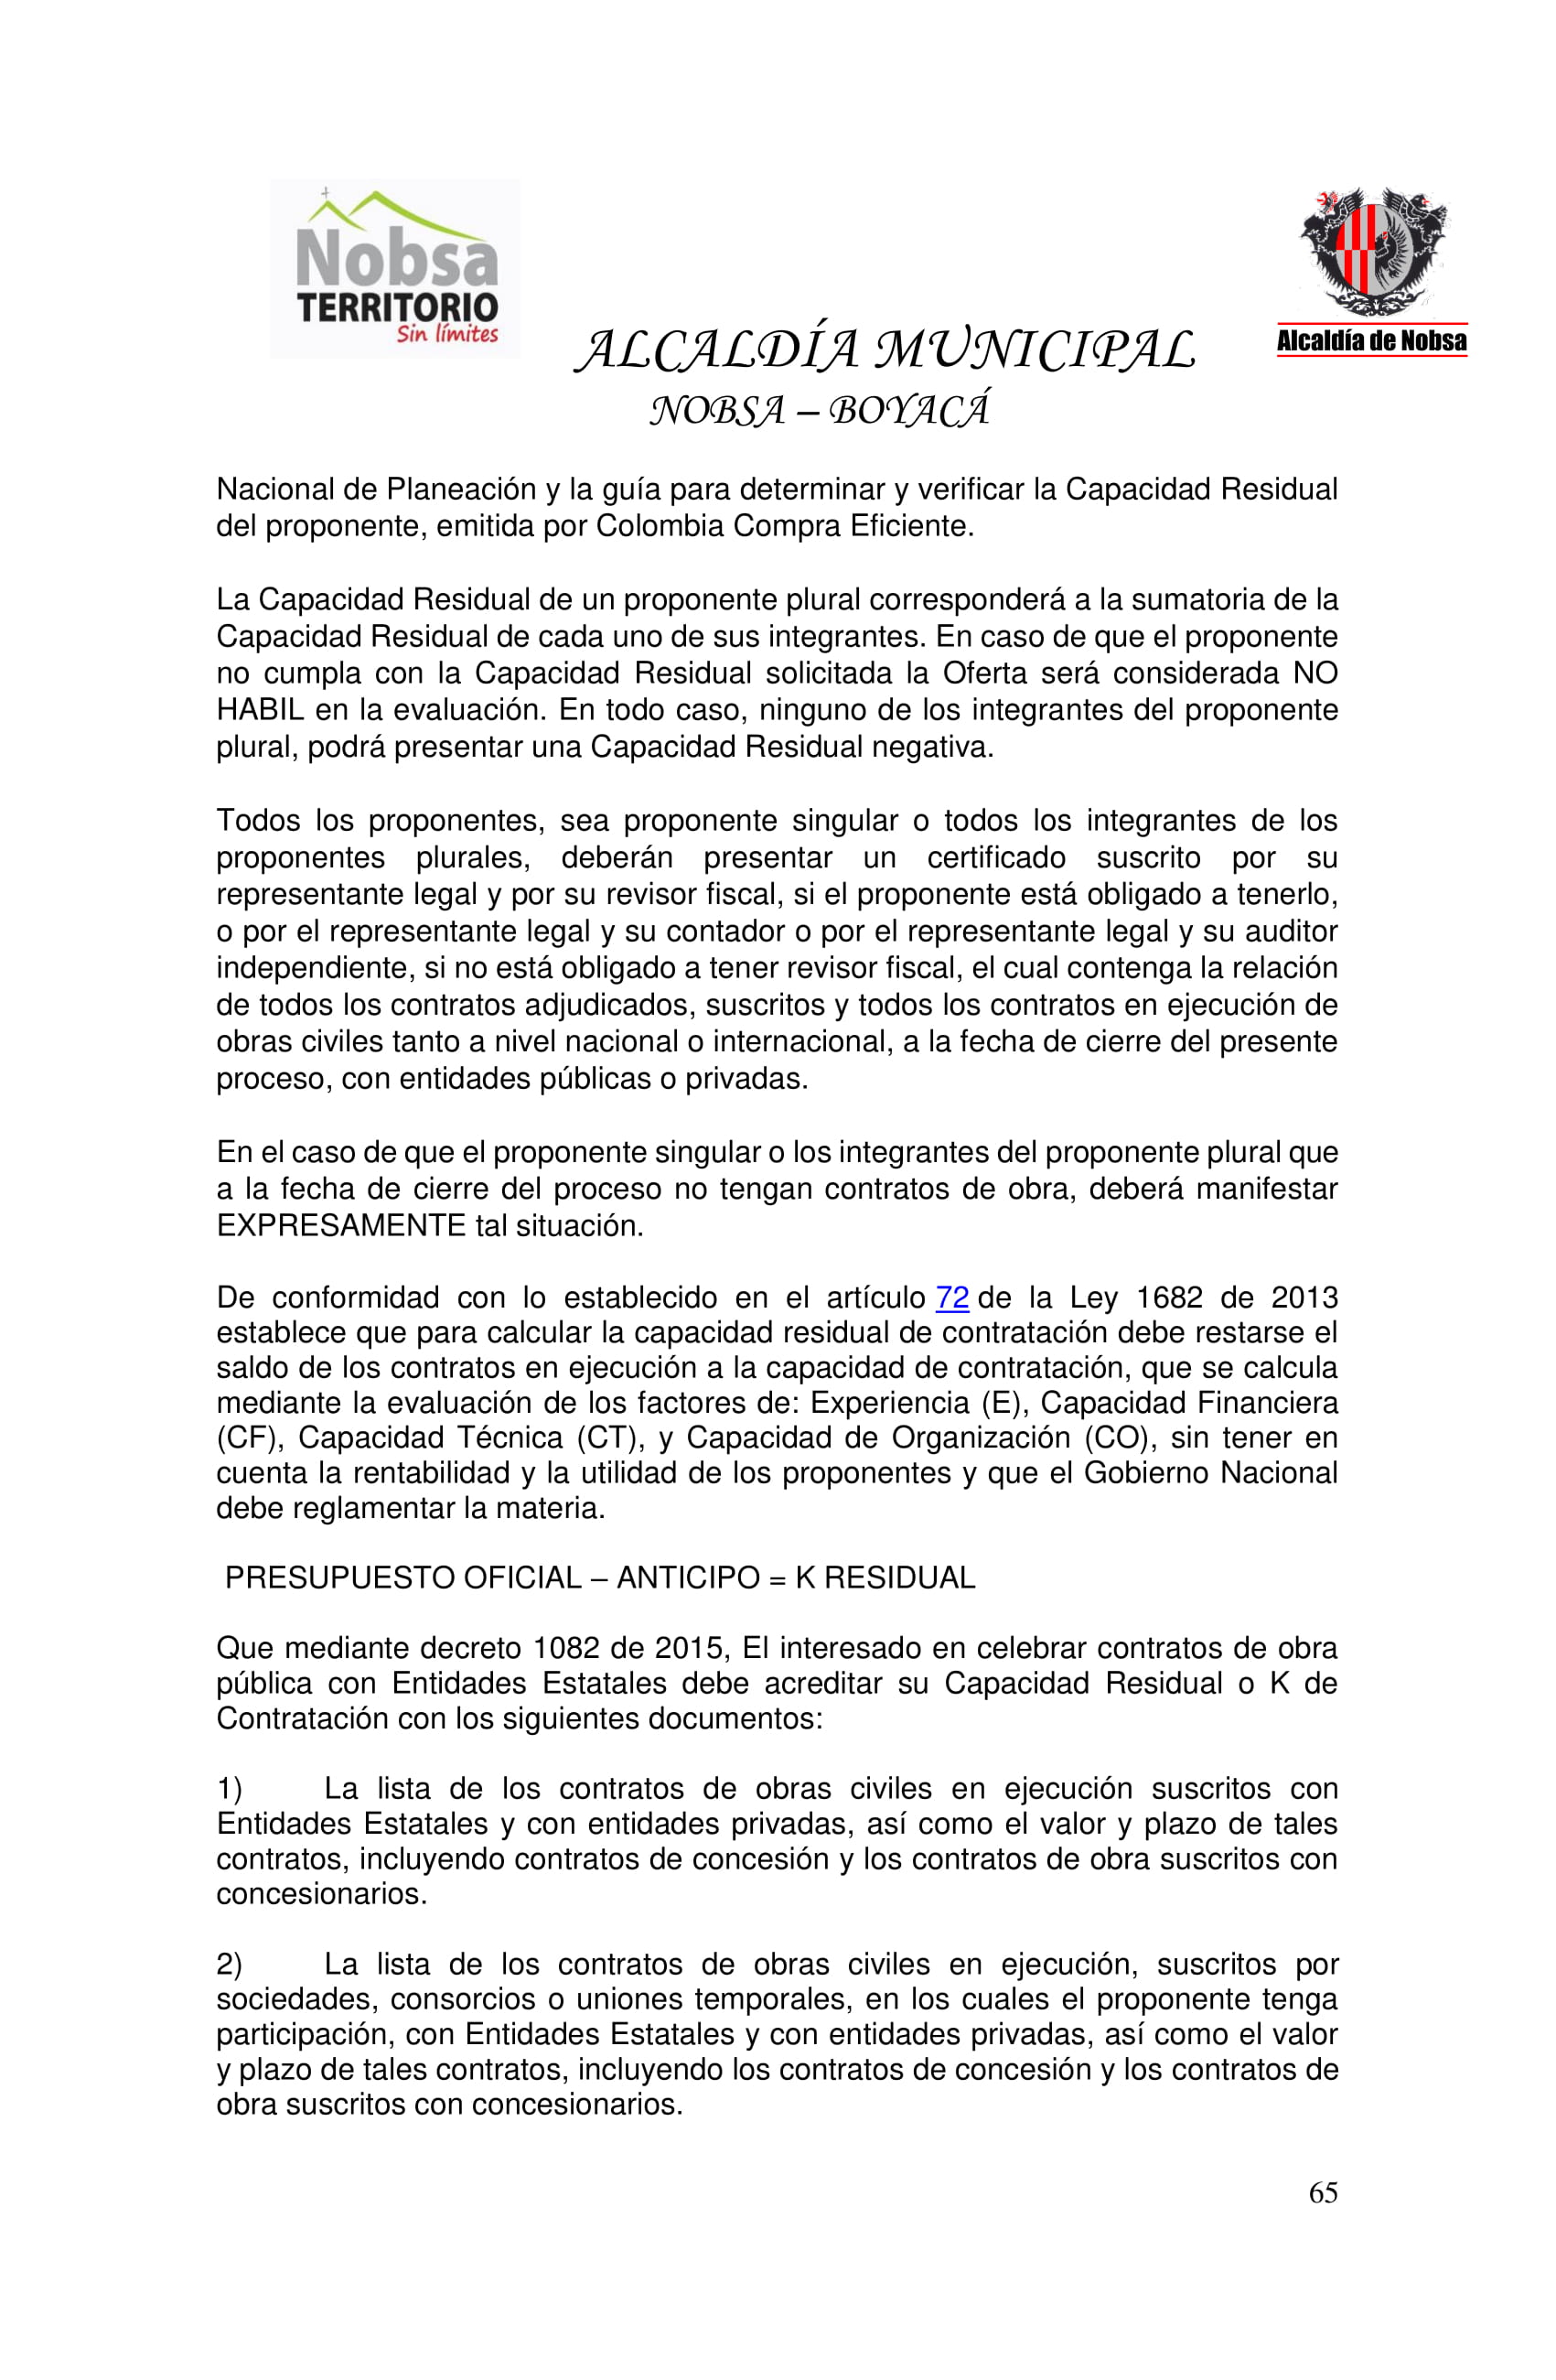 Nobsa
TERRITORIO
Sin límites
Alcaldía de Nobsa
ALCALDÍA MUNICIPAL
NOBSA – BOYACÁ
Nacional de Planeación y la guía para determinar y verificar la Capacidad Residual
del proponente, emitida por Colombia Compra Eficiente.
La Capacidad Residual de un proponente plural corresponderá a la sumatoria de la
Capacidad Residual de cada uno de sus integrantes. En caso de que el proponente
no cumpla con la Capacidad Residual solicitada la Oferta será considerada NO
HABIL en la evaluación. En todo caso, ninguno de los integrantes del proponente
plural, podrá presentar una Capacidad Residual negativa.
Todos los proponentes, sea proponente singular o todos los integrantes de los
proponentes plurales, deberán presentar un certificado suscrito por su
representante legal y por su revisor fiscal, si el proponente está obligado a tenerlo,
o por el representante legal y su contador o por el representante legal y su auditor
independiente, si no está obligado a tener revisor fiscal, el cual contenga la relación
de todos los contratos adjudicados, suscritos y todos los contratos en ejecución de
obras civiles tanto a nivel nacional o internacional, a la fecha de cierre del presente
proceso, con entidades públicas o privadas.
En el caso de que el proponente singular o los integrantes del proponente plural que
a la fecha de cierre del proceso no tengan contratos de obra, deberá manifestar
EXPRESAMENTE tal situación.
De conformidad con lo establecido en el artículo 72 de la Ley 1682 de 2013
establece que para calcular la capacidad residual de contratación debe restarse el
saldo de los contratos en ejecución a la capacidad de contratación, que se calcula
mediante la evaluación de los factores de: Experiencia (E), Capacidad Financiera
(CF), Capacidad Técnica (CT), y Capacidad de Organización (CO), sin tener en
cuenta la rentabilidad y la utilidad de los proponentes y que el Gobierno Nacional
debe reglamentar la materia.
PRESUPUESTO OFICIAL – ANTICIPO = K RESIDUAL
Que mediante decreto 1082 de 2015, El interesado en celebrar contratos de obra
pública con Entidades Estatales debe acreditar su Capacidad Residual o K de
Contratación con los siguientes documentos:
1) La lista de los contratos de obras civiles en ejecución suscritos con
Entidades Estatales y con entidades privadas, así como el valor y plazo de tales
contratos, incluyendo contratos de concesión y los contratos de obra suscritos con
concesionarios.
2) La lista de los contratos de obras civiles en ejecución, suscritos por
sociedades, consorcios o uniones temporales, en los cuales el proponente tenga
participación, con Entidades Estatales y con entidades privadas, así como el valor
y plazo de tales contratos, incluyendo los contratos de concesión y los contratos de
obra suscritos con concesionarios.
65